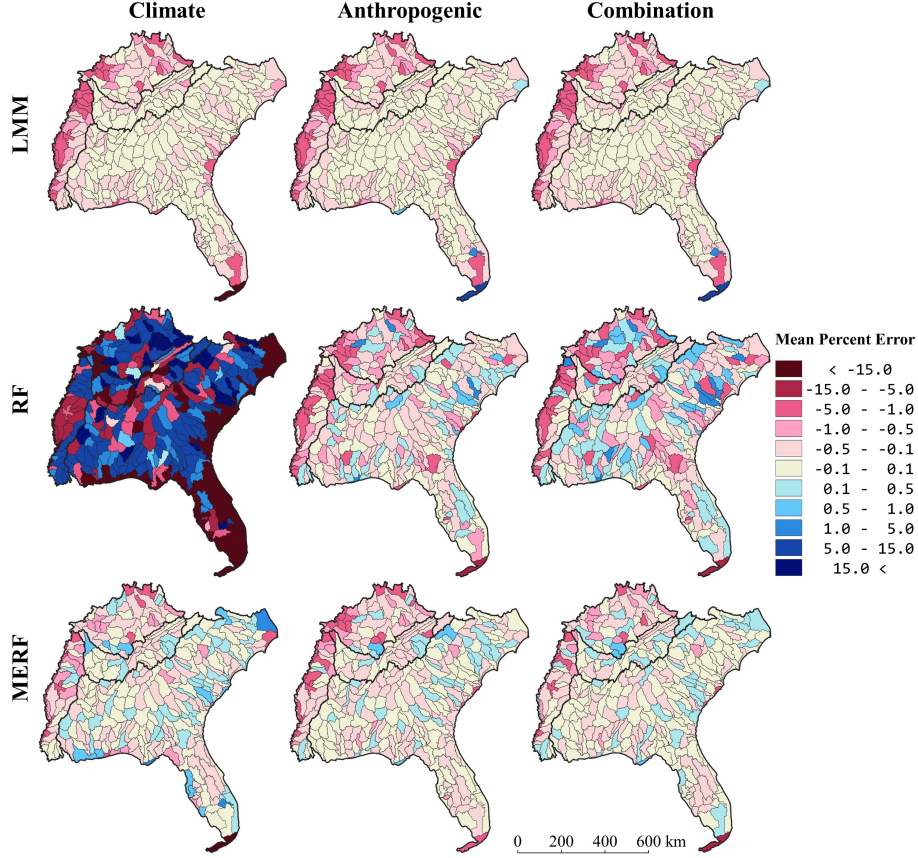 Climate
Anthropogenic
Combination
LMM
RF
MERF
Mean Percent Error
< -15.0
-15.0 - -5.0
-5.0 - -1.0
-1.0 - -0.5
-0.5 - -0.1
-0.1 - 0.1
0.1 - 0.5
0.5 - 1.0
1.0 - 5.0
5.0 - 15.0
15.0 <
0 200 400 600 km